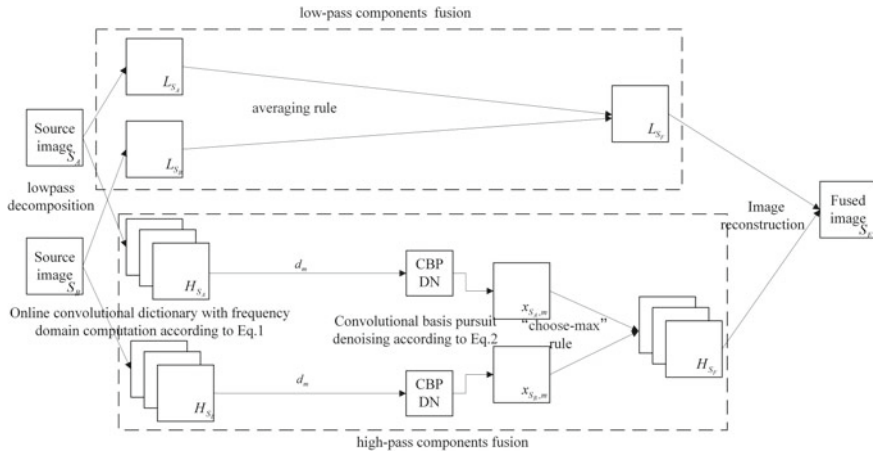 low-pass components fusion
L_{S_A}
averaging rule
Source
image
S_A
L_{S_B}
L_{S_F}
lowpass
decomposition
Image
reconstruction
Fused
image
S_F
Source
image
S_B
H_{S_A}
d_m
CBP
DN
x_{S_A,m}
Online convolutional dictionary with frequency
domain computation according to Eq.1
Convolutional basis pursuit
denoising according to Eq.2
“choose-max”
rule
H_{S_F}
H_{S_B}
d_m
CBP
DN
x_{S_B,m}
high-pass components fusion